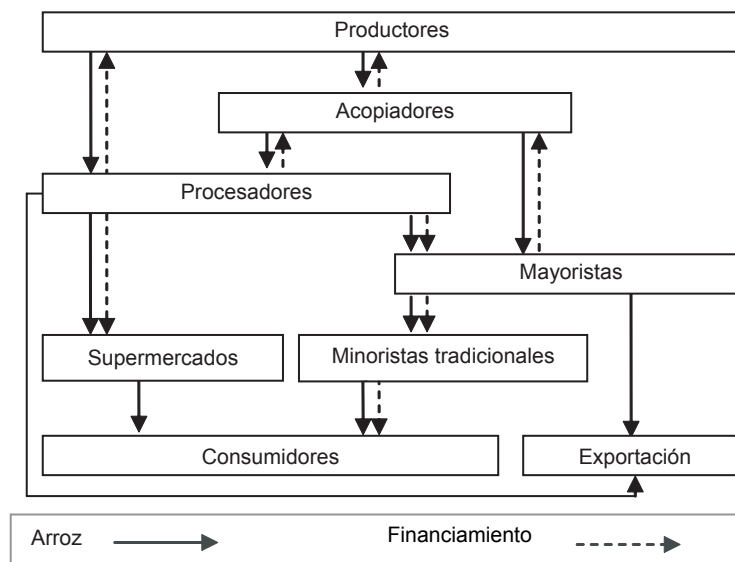 Productores
Acopiadores
Procesadores
Mayoristas
Supermercados
Minoristas tradicionales
Consumidores
Exportación
Arroz
Financiamiento